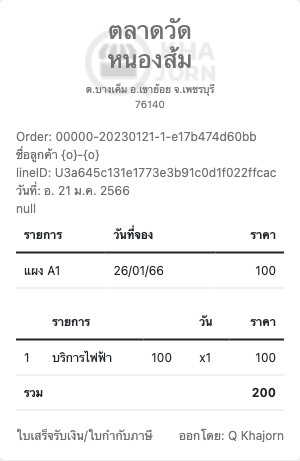 KHA
JURN
ตลาดวัด
หนองส้ม
ต.บางเค็ม อ.เขาย้อย จ.เพชรบุรี
76140
Order: 00000-20230121-1-e17b474d60bb
ชื่อลูกค้า {o}-{o}
lineID: U3a645c131e1773e3b91c0d1f022ffcac
วันที่: อ. 21 ม.ค. 2566
null
รายการ วันที่จอง ราคา
แผง A1 26/01/66 100
รายการ วัน ราคา
1 บริการไฟฟ้า 100 x1 100
รวม 200
ใบเสร็จรับเงิน/ใบกำกับภาษี ออกโดย: Q Khajorn